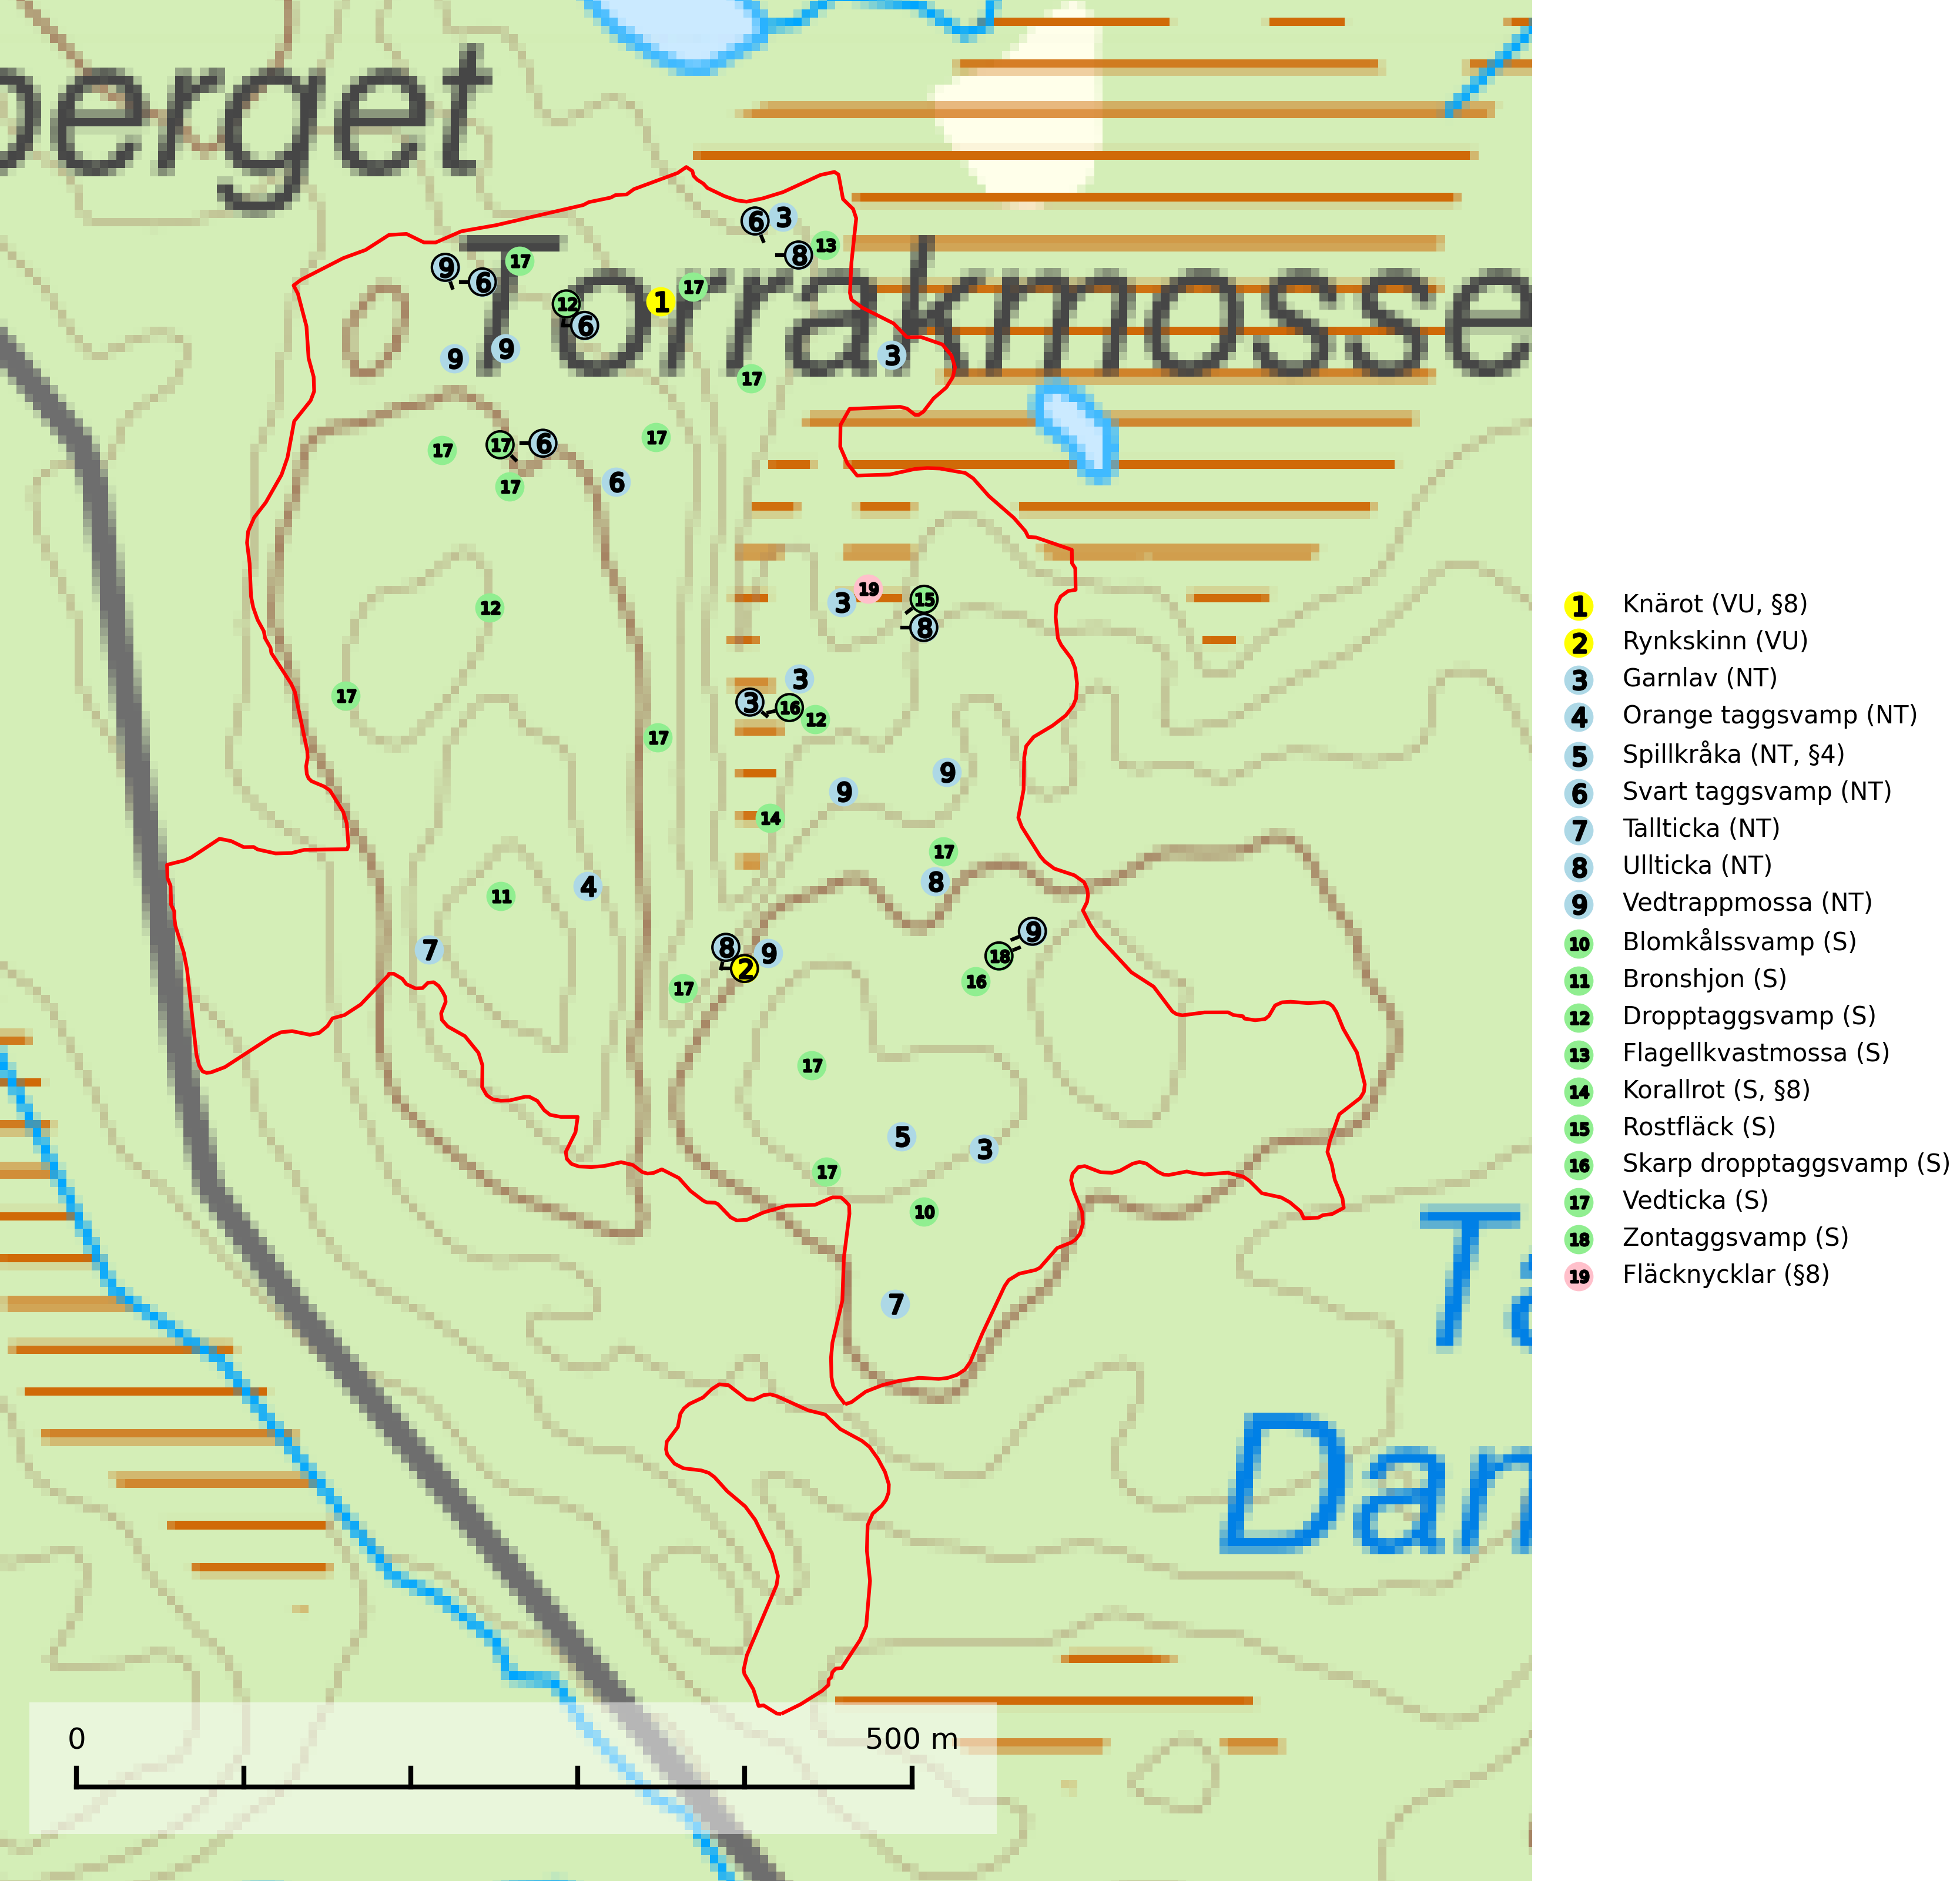 berget
Torrakmosse
9 6 17 12 6 1 17 6 3 8 13
9 9 17 3
17 17 6 17 17 6
12 3 19 15 8
17 17 3 3 16 12
9 9 14
11 4 17 8
7 8 2 9 18 9
17 16
17
5 3
17
10
7
Ta
Dan
0 500 m
1 Knärot (VU, §8)
2 Rynkskinn (VU)
3 Garnlav (NT)
4 Orange taggsvamp (NT)
5 Spillkråka (NT, §4)
6 Svart taggsvamp (NT)
7 Tallticka (NT)
8 Ullticka (NT)
9 Vedtrappmossa (NT)
10 Blomkålssvamp (S)
11 Bronshjon (S)
12 Dropptaggsvamp (S)
13 Flagellkvastmossa (S)
14 Korallrot (S, §8)
15 Rostfläck (S)
16 Skarp dropptaggsvamp (S)
17 Vedticka (S)
18 Zontaggsvamp (S)
19 Fläcknycklar (§8)